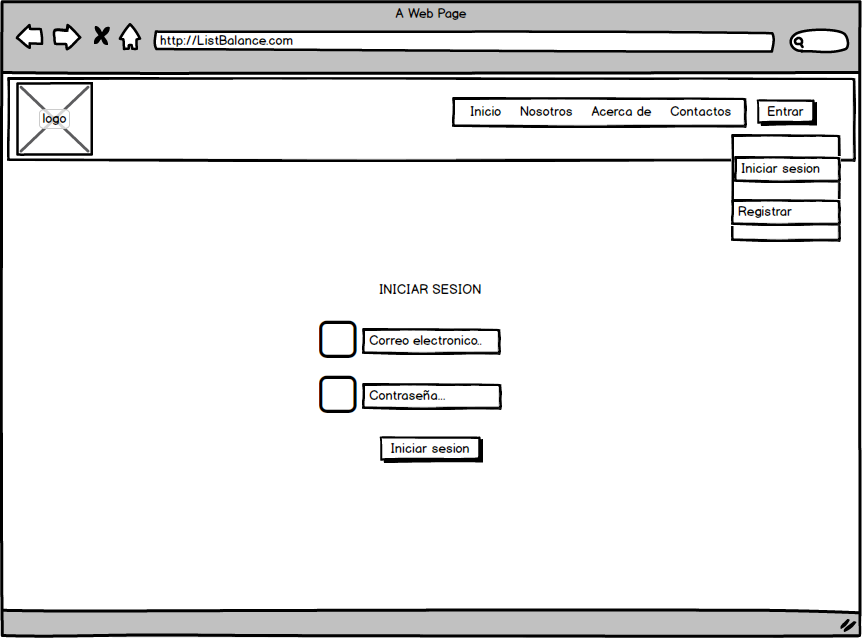 A Web Page
http://ListBalance.com
logo
Inicio Nosotros Acerca de Contactos Entrar
Iniciar sesion
Registrar
INICIAR SESION
Correo electronico..
Contraseña...
Iniciar sesion